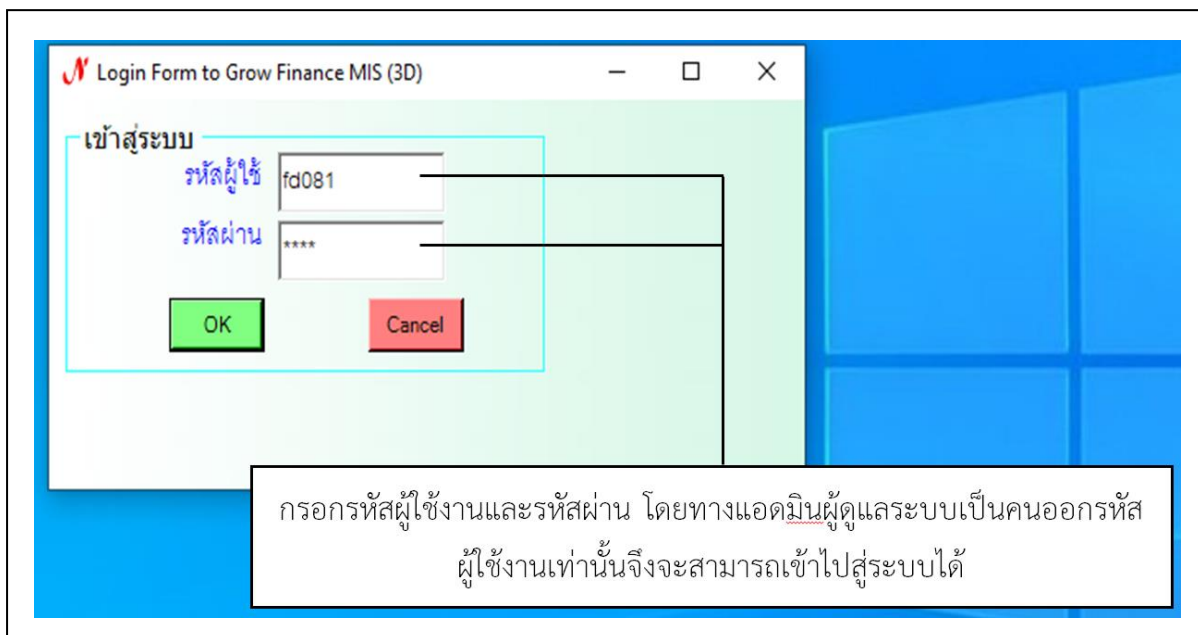 N Login Form to Grow Finance MIS (3D)
เข้าสู่ระบบ
รหัสผู้ใช้ fd081
รหัสผ่าน ****
OK Cancel
กรอกรหัสผู้ใช้งานและรหัสผ่าน โดยทางแอดมินผู้ดูแลระบบเป็นคนออกรหัส
ผู้ใช้งานเท่านั้นจึงจะสามารถเข้าไปสู่ระบบได้